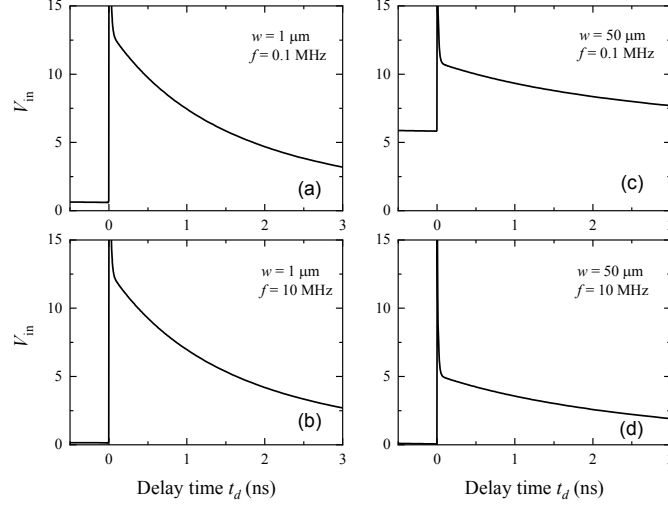 15
10
5
0
V_in
w = 1 μm
f = 0.1 MHz
(a)
0 1 2 3
15
10
5
0
w = 50 μm
f = 0.1 MHz
(c)
0 1 2 3
15
10
5
0
V_in
w = 1 μm
f = 10 MHz
(b)
0 1 2 3
Delay time t_d (ns)
15
10
5
0
w = 50 μm
f = 10 MHz
(d)
0 1 2 3
Delay time t_d (ns)